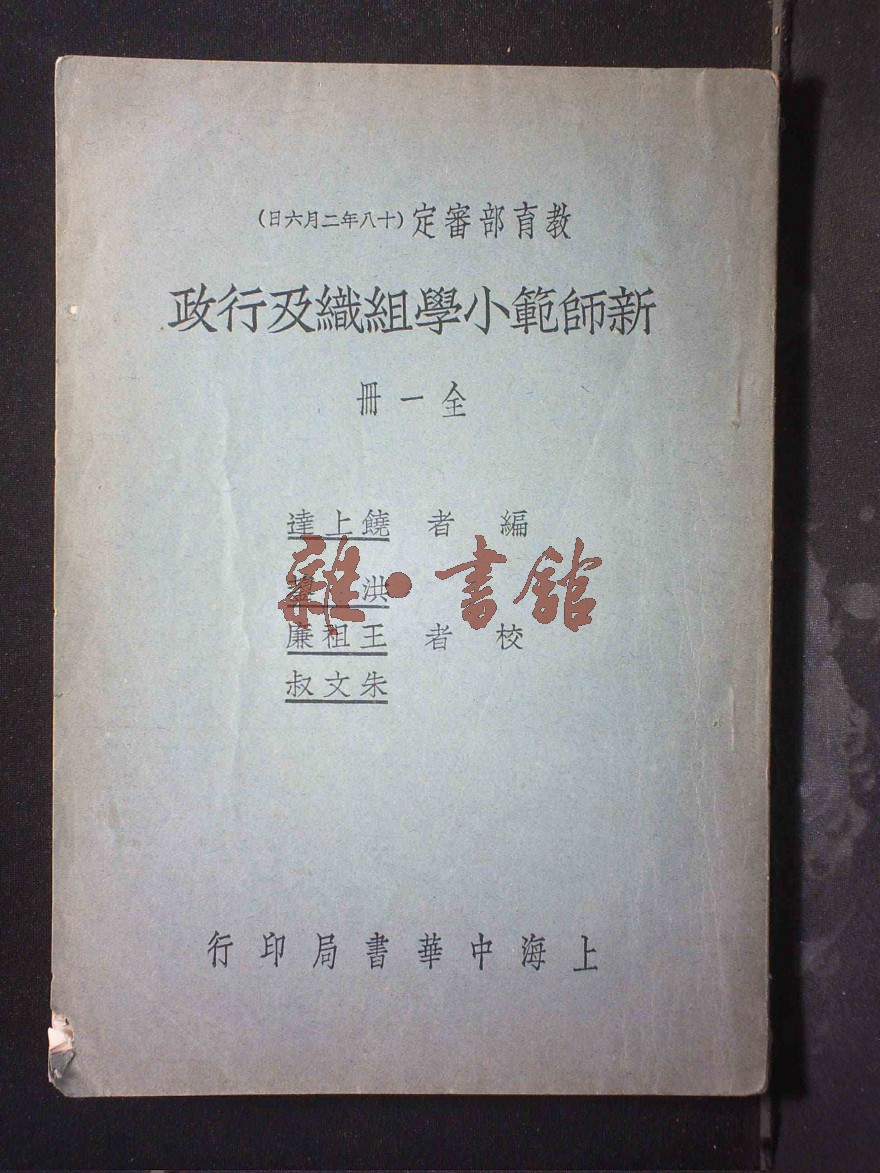 教育部審定(十八年二月六日)
新師範小學組織及行政
全一冊
編者 饒上達
洪
校者 王祖廉
朱文叔
雜·書館
上海中華書局印行